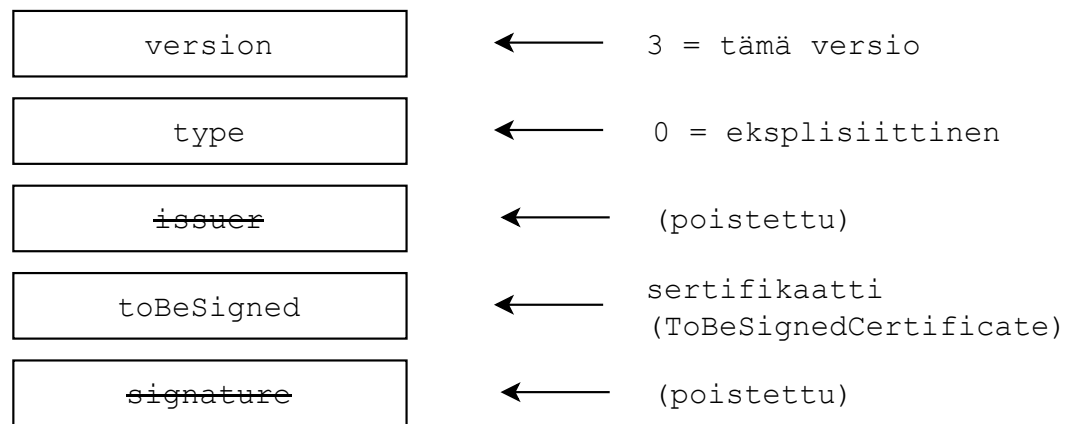 version 3 = tämä versio
type 0 = eksplisiittinen
issuer (poistettu)
toBeSigned sertifikaatti
(ToBeSignedCertificate)
signature (poistettu)